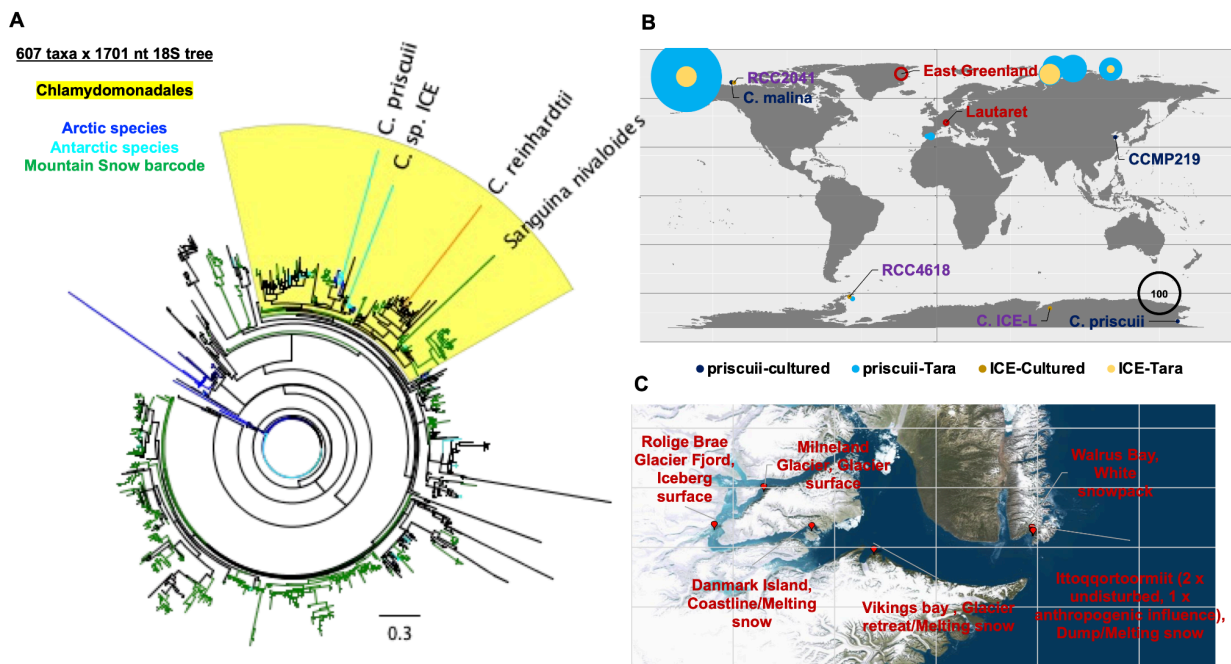 A
607 taxa x 1701 nt 18S tree
Chlamydomonadales
Arctic species
Antarctic species
Mountain Snow barcode
C. priscuii
C. sp. ICE
C. reinhardtii
Sanguina nivaloides
0.3
B
RCC2041
C. malina
East Greenland
Lautaret
CCMP219
RCC4618
C. ICE-L
C. priscuii
100
priscuii-cultured
priscuii-Tara
ICE-Cultured
ICE-Tara
C
Rolige Brae
Glacier Fjord,
Iceberg
surface
Milneland
Glacier, Glacier
surface
Walrus Bay,
White
snowpack
Danmark Island,
Coastline/Melting
snow
Vikings bay , Glacier
retreat/Melting snow
Ittoqqortoormiit (2 x
undisturbed, 1 x
anthropogenic influence),
Dump/Melting snow